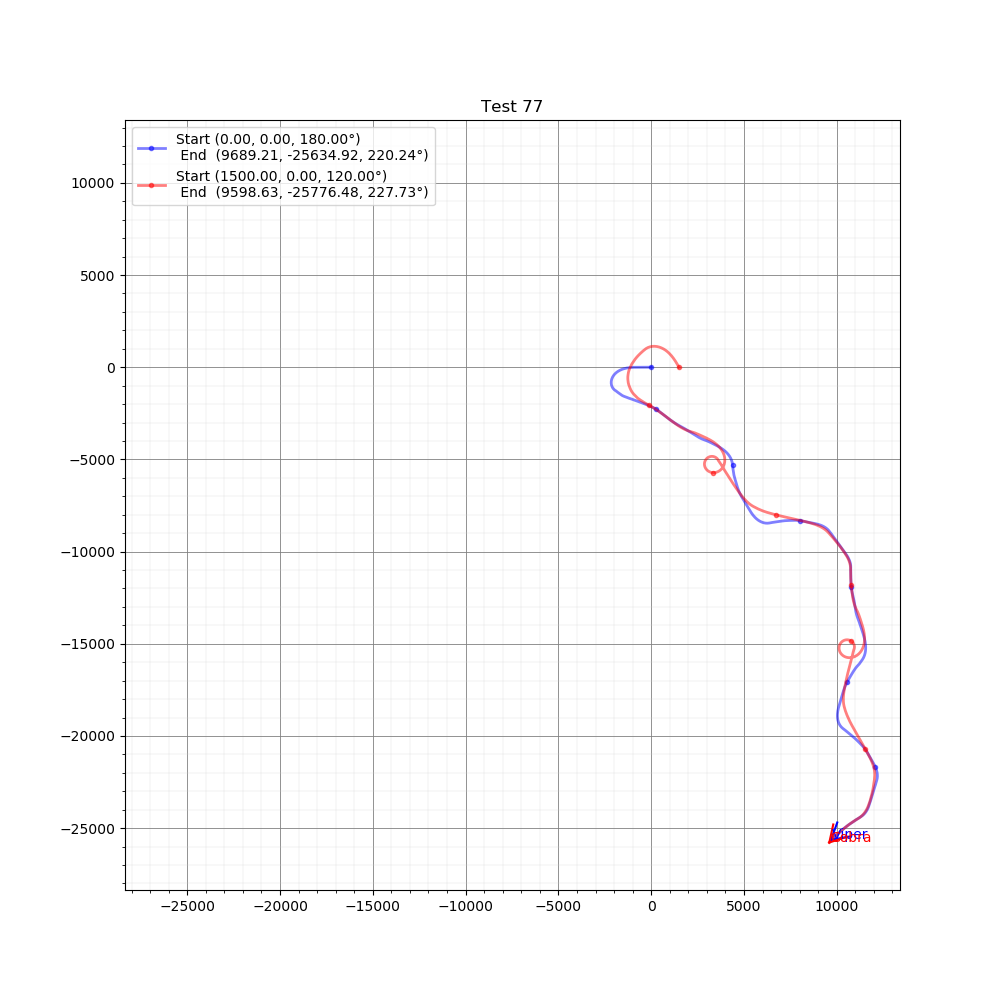 Test 77
Start (0.00, 0.00, 180.00°)
End (9689.21, -25634.92, 220.24°)
Start (1500.00, 0.00, 120.00°)
End (9598.63, -25776.48, 227.73°)
10000
5000
0
−5000
−10000
−15000
−20000
−25000
−25000 −20000 −15000 −10000 −5000 0 5000 10000